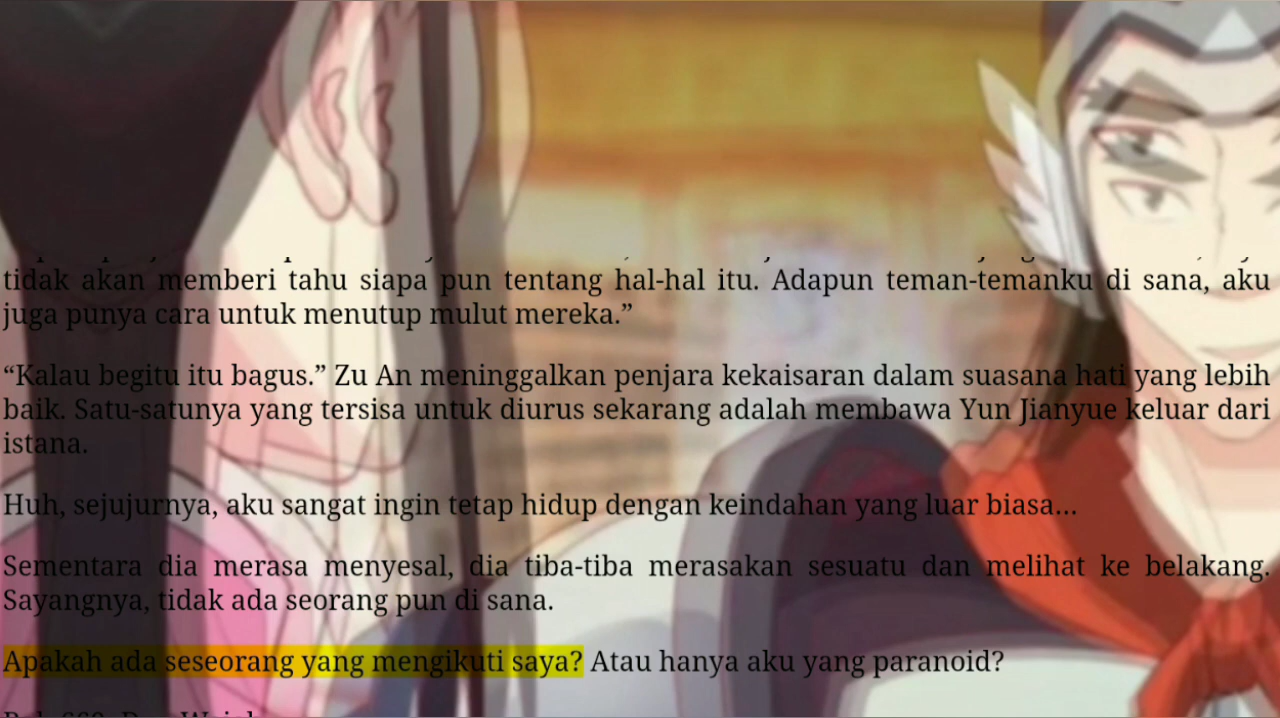 tidak akan memberi tahu siapa pun tentang hal-hal itu. Adapun teman-temanku di sana, aku
juga punya cara untuk menutup mulut mereka.”
“Kalau begitu itu bagus.” Zu An meninggalkan penjara kekaisaran dalam suasana hati yang lebih
baik. Satu-satunya yang tersisa untuk diurus sekarang adalah membawa Yun Jianyue keluar dari
istana.
Huh, sejujurnya, aku sangat ingin tetap hidup dengan keindahan yang luar biasa...
Sementara dia merasa menyesal, dia tiba-tiba merasakan sesuatu dan melihat ke belakang.
Sayangnya, tidak ada seorang pun di sana.
Apakah ada seseorang yang mengikuti saya? Atau hanya aku yang paranoid?